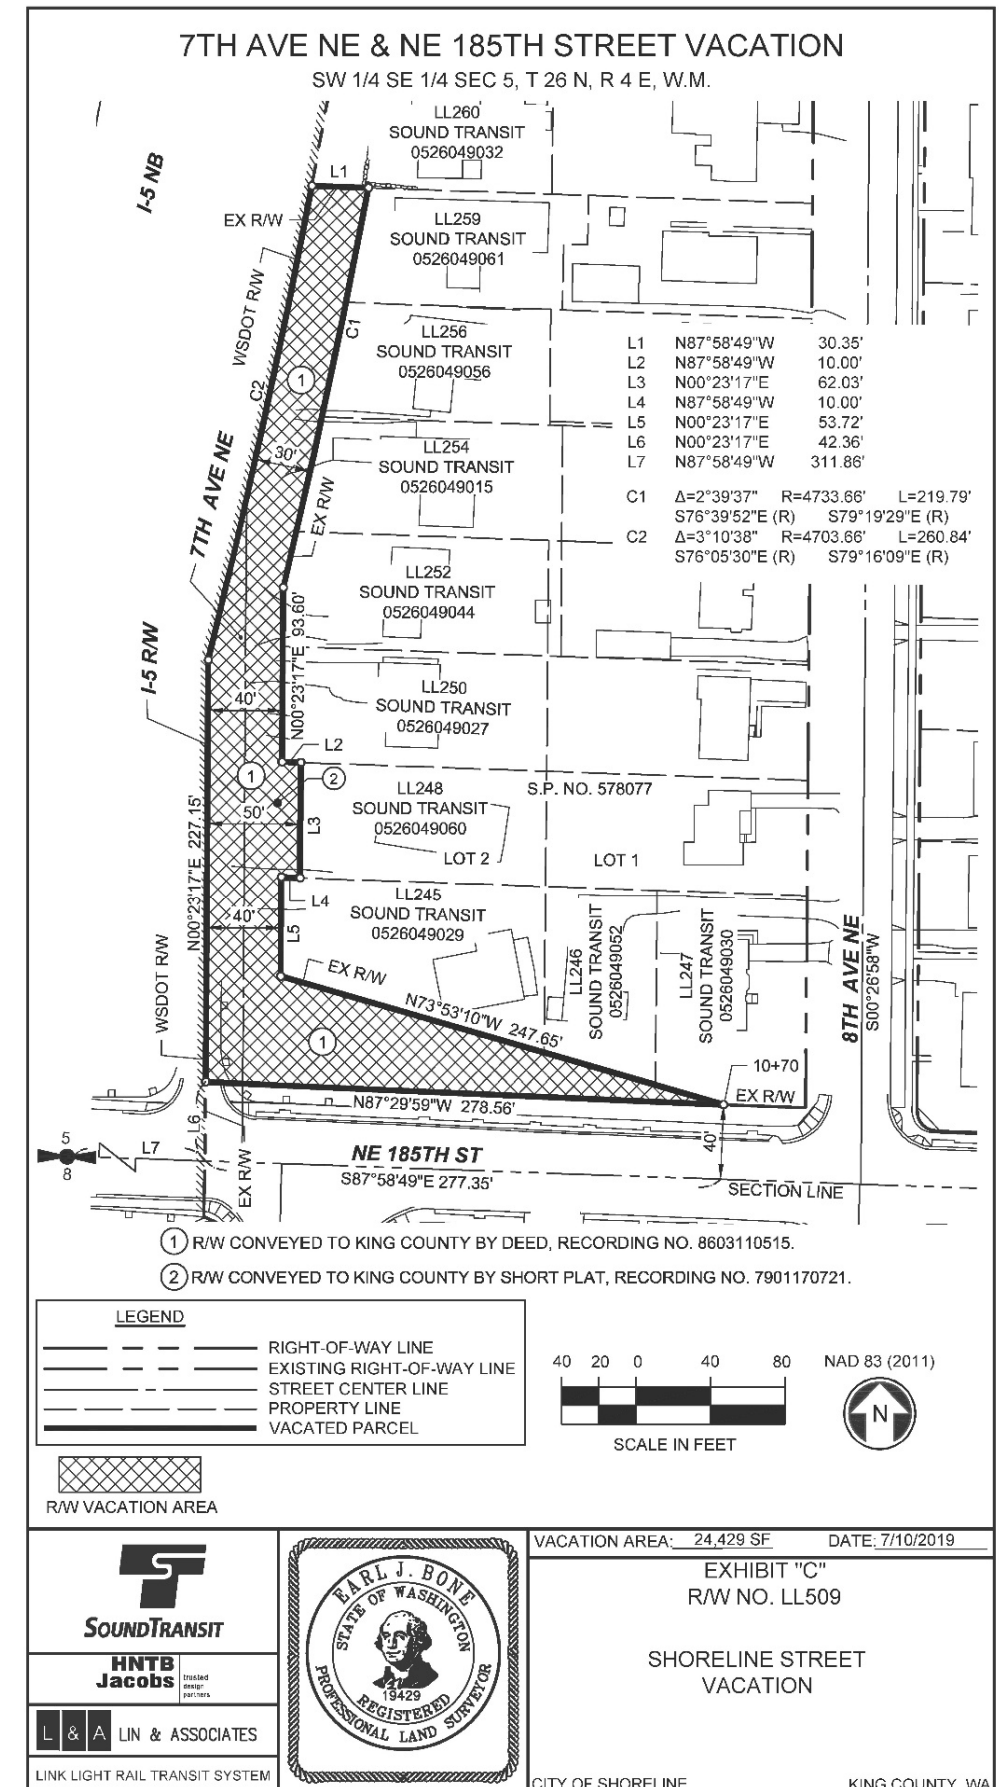 7TH AVE NE & NE 185TH STREET VACATION
SW 1/4 SE 1/4 SEC 5, T 26 N, R 4 E, W.M.
I-5 NB
LL260
SOUND TRANSIT
0526049032
L1
EX R/W
LL259
SOUND TRANSIT
0526049061
WSDOT R/W
C1
LL256
SOUND TRANSIT
0526049056
C2
1
L1 N87°58'49"W 30.35'
L2 N87°58'49"W 10.00'
L3 N00°23'17"E 62.03'
L4 N87°58'49"W 10.00'
L5 N00°23'17"E 53.72'
L6 N00°23'17"E 42.36'
L7 N87°58'49"W 311.86'
C1 Δ=2°39'37" R=4733.66' L=219.79'
S76°39'52"E (R) S79°19'29"E (R)
C2 Δ=3°10'38" R=4703.66' L=260.84'
S76°05'30"E (R) S79°16'09"E (R)
30'
LL254
SOUND TRANSIT
0526049015
7TH AVE NE
EX R/W
LL252
SOUND TRANSIT
0526049044
N00°23'17"E 93.60'
I-5 R/W
40'
LL250
SOUND TRANSIT
0526049027
L2
1
2
LL248
SOUND TRANSIT
0526049060
LOT 2
S.P. NO. 578077
LOT 1
50'
L3
N00°23'17"E 227.15'
L4
LL245
SOUND TRANSIT
0526049029
40'
L5
WSDOT R/W
EX R/W
N73°53'10"W 247.65'
LL246
SOUND TRANSIT
0526049052
LL247
SOUND TRANSIT
0526049030
8TH AVE NE
S00°26'58"W
1
10+70
EX R/W
N87°29'59"W 278.56'
L6
5
8
L7
EX R/W
NE 185TH ST
S87°58'49"E 277.35'
40'
SECTION LINE
1 R/W CONVEYED TO KING COUNTY BY DEED, RECORDING NO. 8603110515.
2 R/W CONVEYED TO KING COUNTY BY SHORT PLAT, RECORDING NO. 7901170721.
LEGEND
RIGHT-OF-WAY LINE
EXISTING RIGHT-OF-WAY LINE
STREET CENTER LINE
PROPERTY LINE
VACATED PARCEL
R/W VACATION AREA
40 20 0 40 80
SCALE IN FEET
NAD 83 (2011)
N
VACATION AREA: 24,429 SF DATE: 7/10/2019
EXHIBIT "C"
R/W NO. LL509
SHORELINE STREET
VACATION
CITY OF SHORELINE KING COUNTY, WA
SOUNDTRANSIT
HNTB
Jacobs
trusted
design
partners
L & A LIN & ASSOCIATES
LINK LIGHT RAIL TRANSIT SYSTEM
EARL J. BONE
STATE OF WASHINGTON
19429
REGISTERED
PROFESSIONAL LAND SURVEYOR